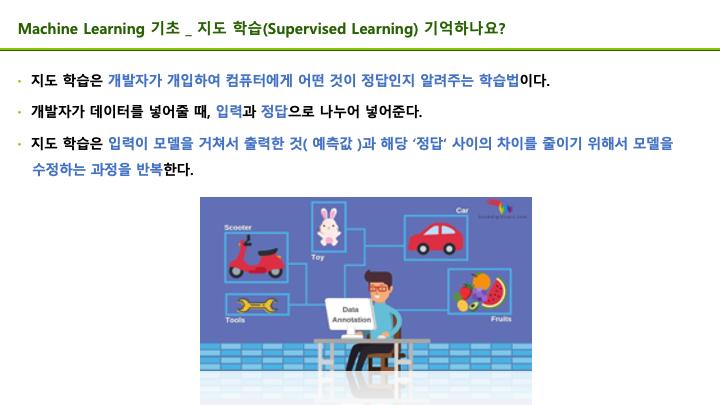 Machine Learning 기초 _ 지도 학습(Supervised Learning) 기억하나요?
• 지도 학습은 개발자가 개입하여 컴퓨터에게 어떤 것이 정답인지 알려주는 학습법이다.
• 개발자가 데이터를 넣어줄 때, 입력과 정답으로 나누어 넣어준다.
• 지도 학습은 입력이 모델을 거쳐서 출력한 것( 예측값 )과 해당 ‘정답‘ 사이의 차이를 줄이기 위해서 모델을
수정하는 과정을 반복한다.
Car
Scooter
Toy
Data
Annotation
Tools
Fruits